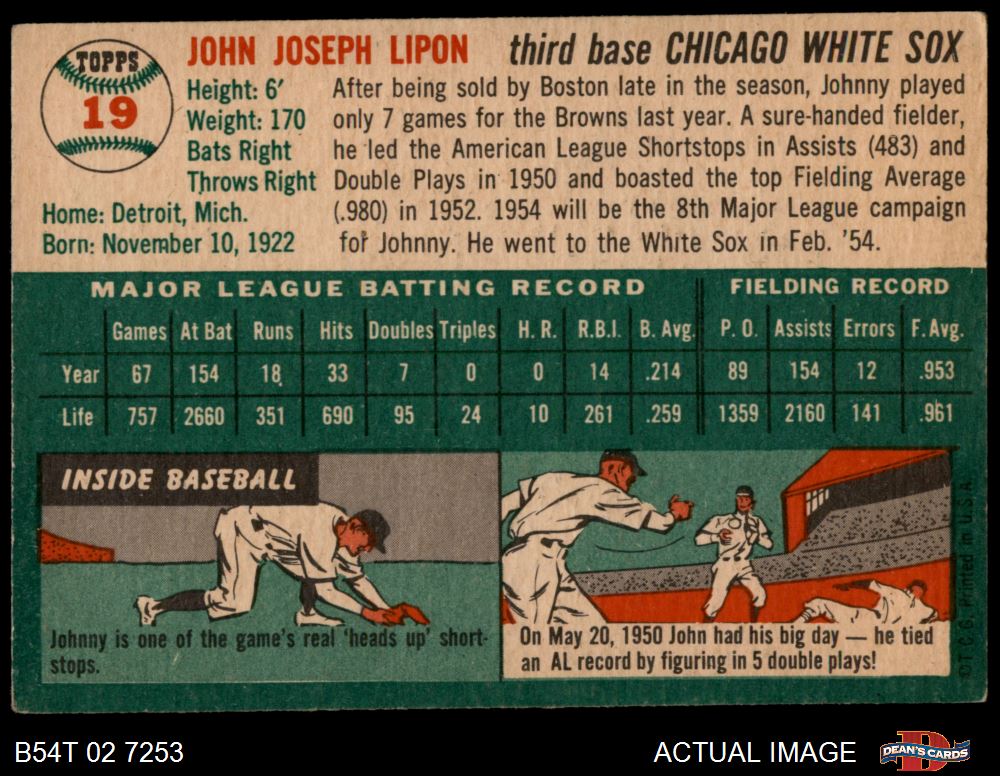 TOPPS
19
JOHN JOSEPH LIPON third base CHICAGO WHITE SOX
Height: 6'
Weight: 170
Bats Right
Throws Right
Home: Detroit, Mich.
Born: November 10, 1922
After being sold by Boston late in the season, Johnny played
only 7 games for the Browns last year. A sure-handed fielder,
he led the American League Shortstops in Assists (483) and
Double Plays in 1950 and boasted the top Fielding Average
(.980) in 1952. 1954 will be the 8th Major League campaign
for Johnny. He went to the White Sox in Feb. '54.
MAJOR LEAGUE BATTING RECORD FIELDING RECORD
Games At Bat Runs Hits Doubles Triples H. R. R.B.I. B. Avg. P. O. Assists Errors F. Avg.
Year 67 154 18 33 7 0 0 14 .214 89 154 12 .953
Life 757 2660 351 690 95 24 10 261 .259 1359 2160 141 .961
INSIDE BASEBALL
Johnny is one of the game's real 'heads up' short-
stops.
On May 20, 1950 John had his big day — he tied
an AL record by figuring in 5 double plays!
©T.C.G. Printed in U.S.A.
B54T 02 7253
ACTUAL IMAGE
D
DEAN'S CARDS